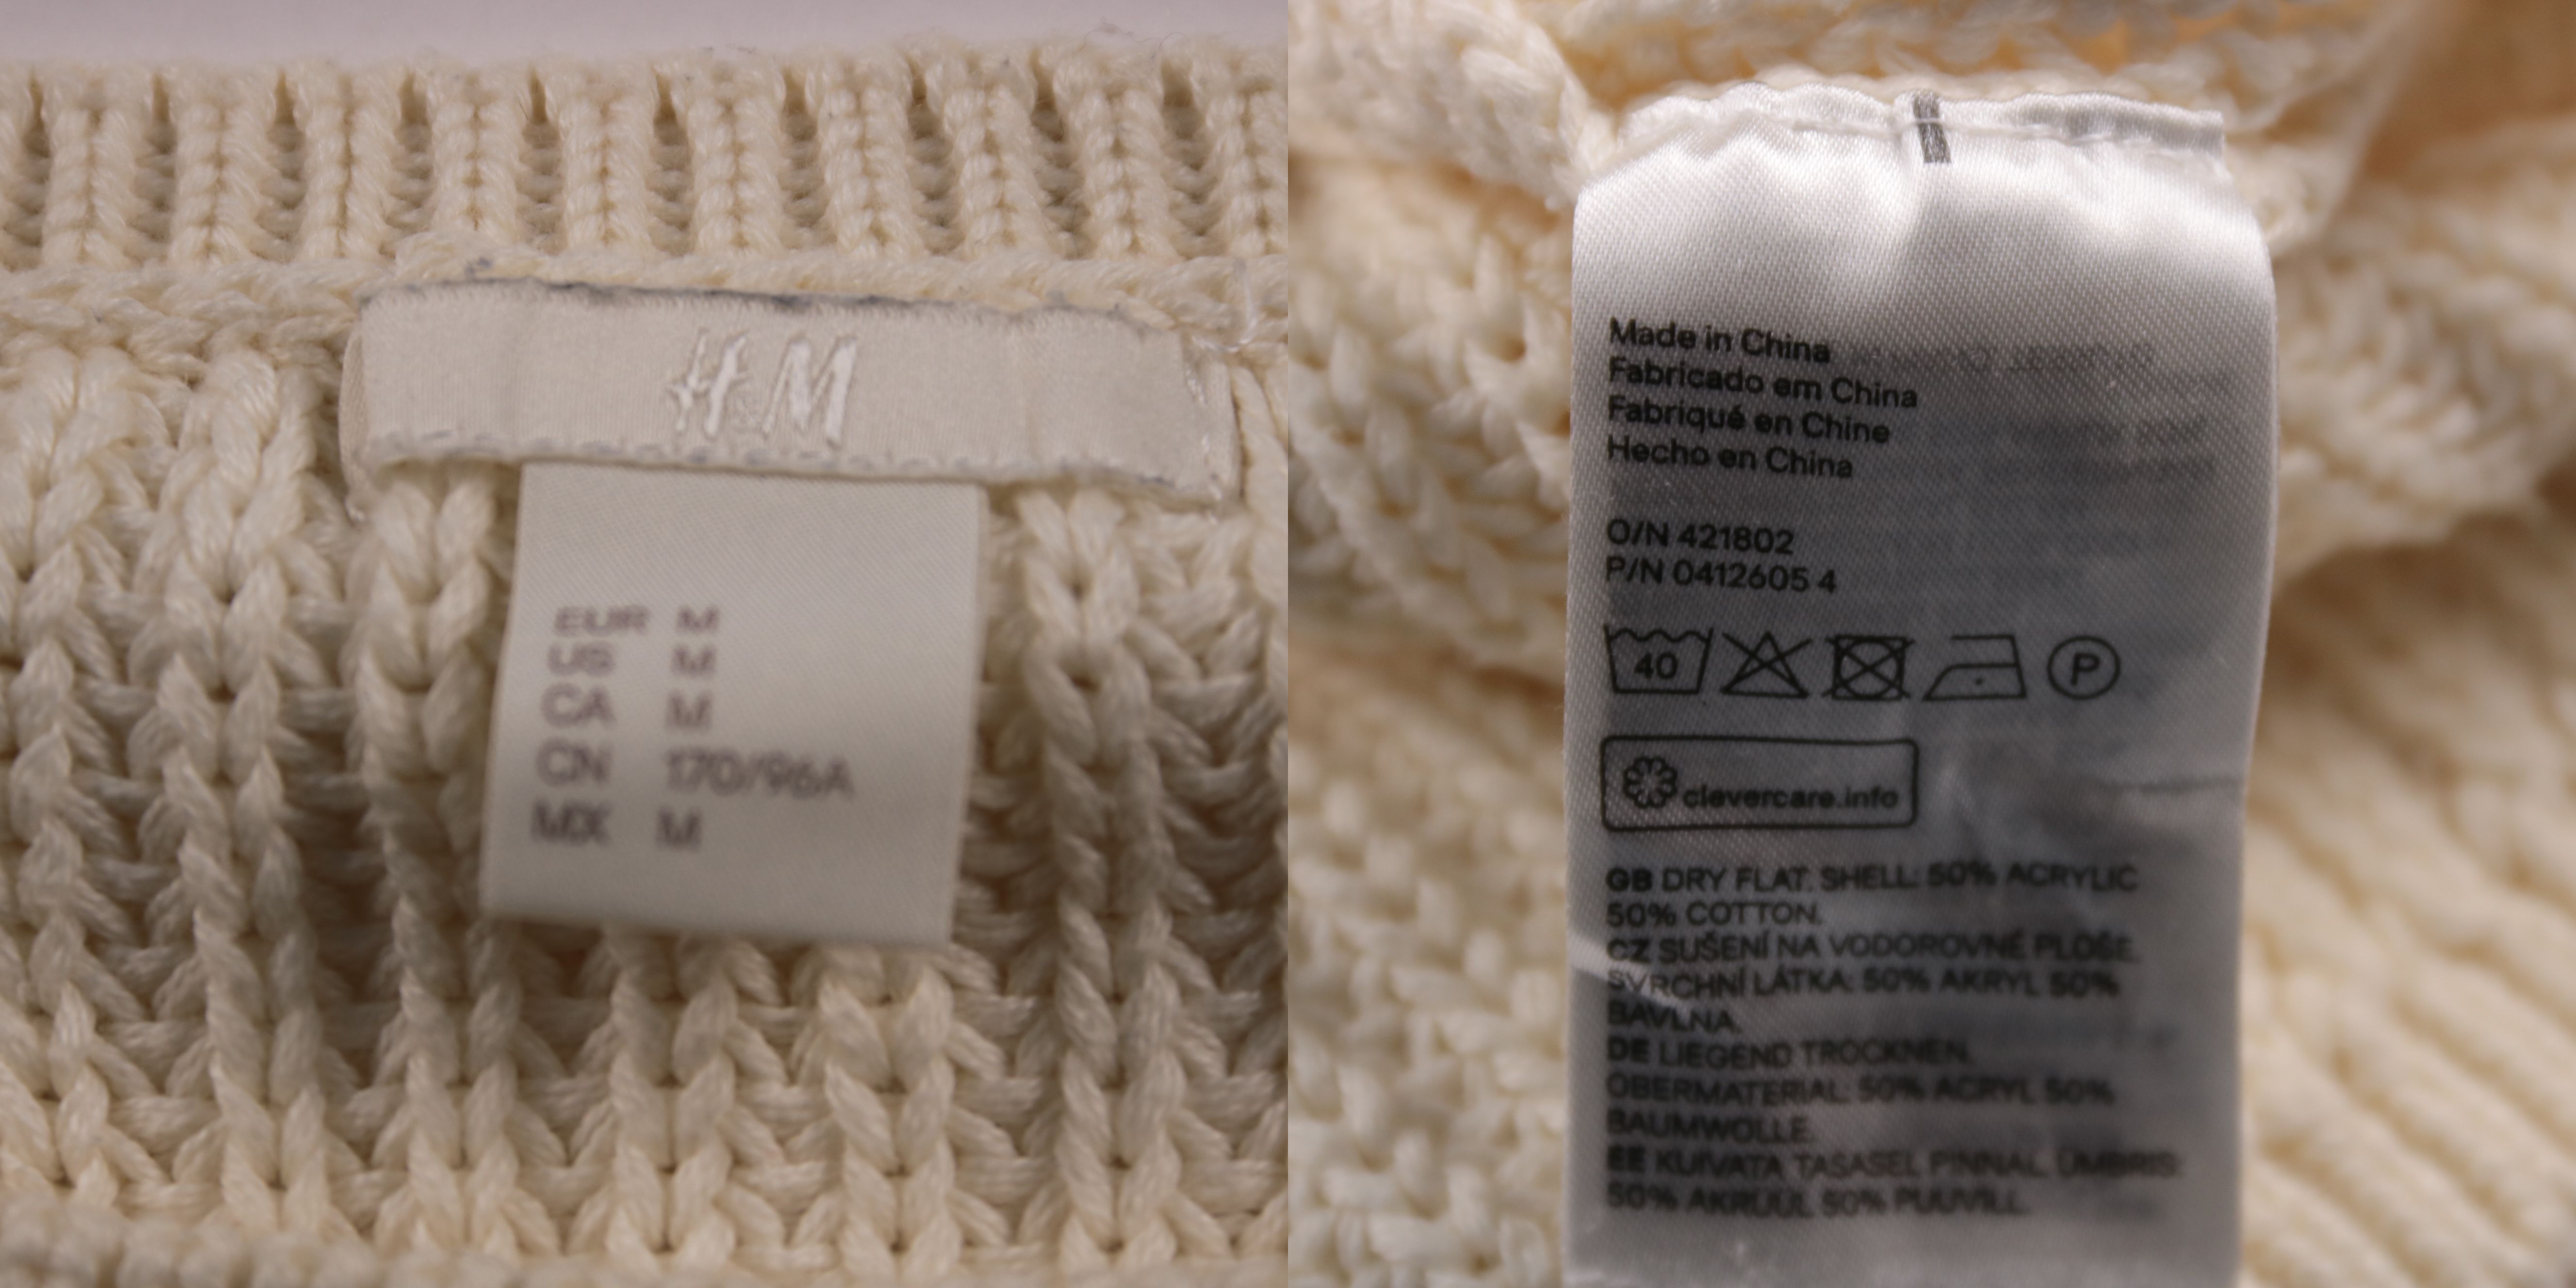 H&M
EUR M
US M
CA M
CN 170/96A
MX M
Made in China
Fabricado em China
Fabriqué en Chine
Hecho en China
O/N 421802
P/N 0412605 4
40
P
clevercare.info
GB DRY FLAT. SHELL: 50% ACRYLIC
50% COTTON.
CZ SUŠENÍ NA VODOROVNÉ PLOŠE.
SVRCHNÍ LÁTKA: 50% AKRYL 50%
BAVLNA.
DE LIEGEND TROCKNEN.
OBERMATERIAL: 50% ACRYL 50%
BAUMWOLLE.
EE KUIVATA TASASEL PINNAL. ÜMBRIS:
50% AKRÜÜL 50% PUUVILL.